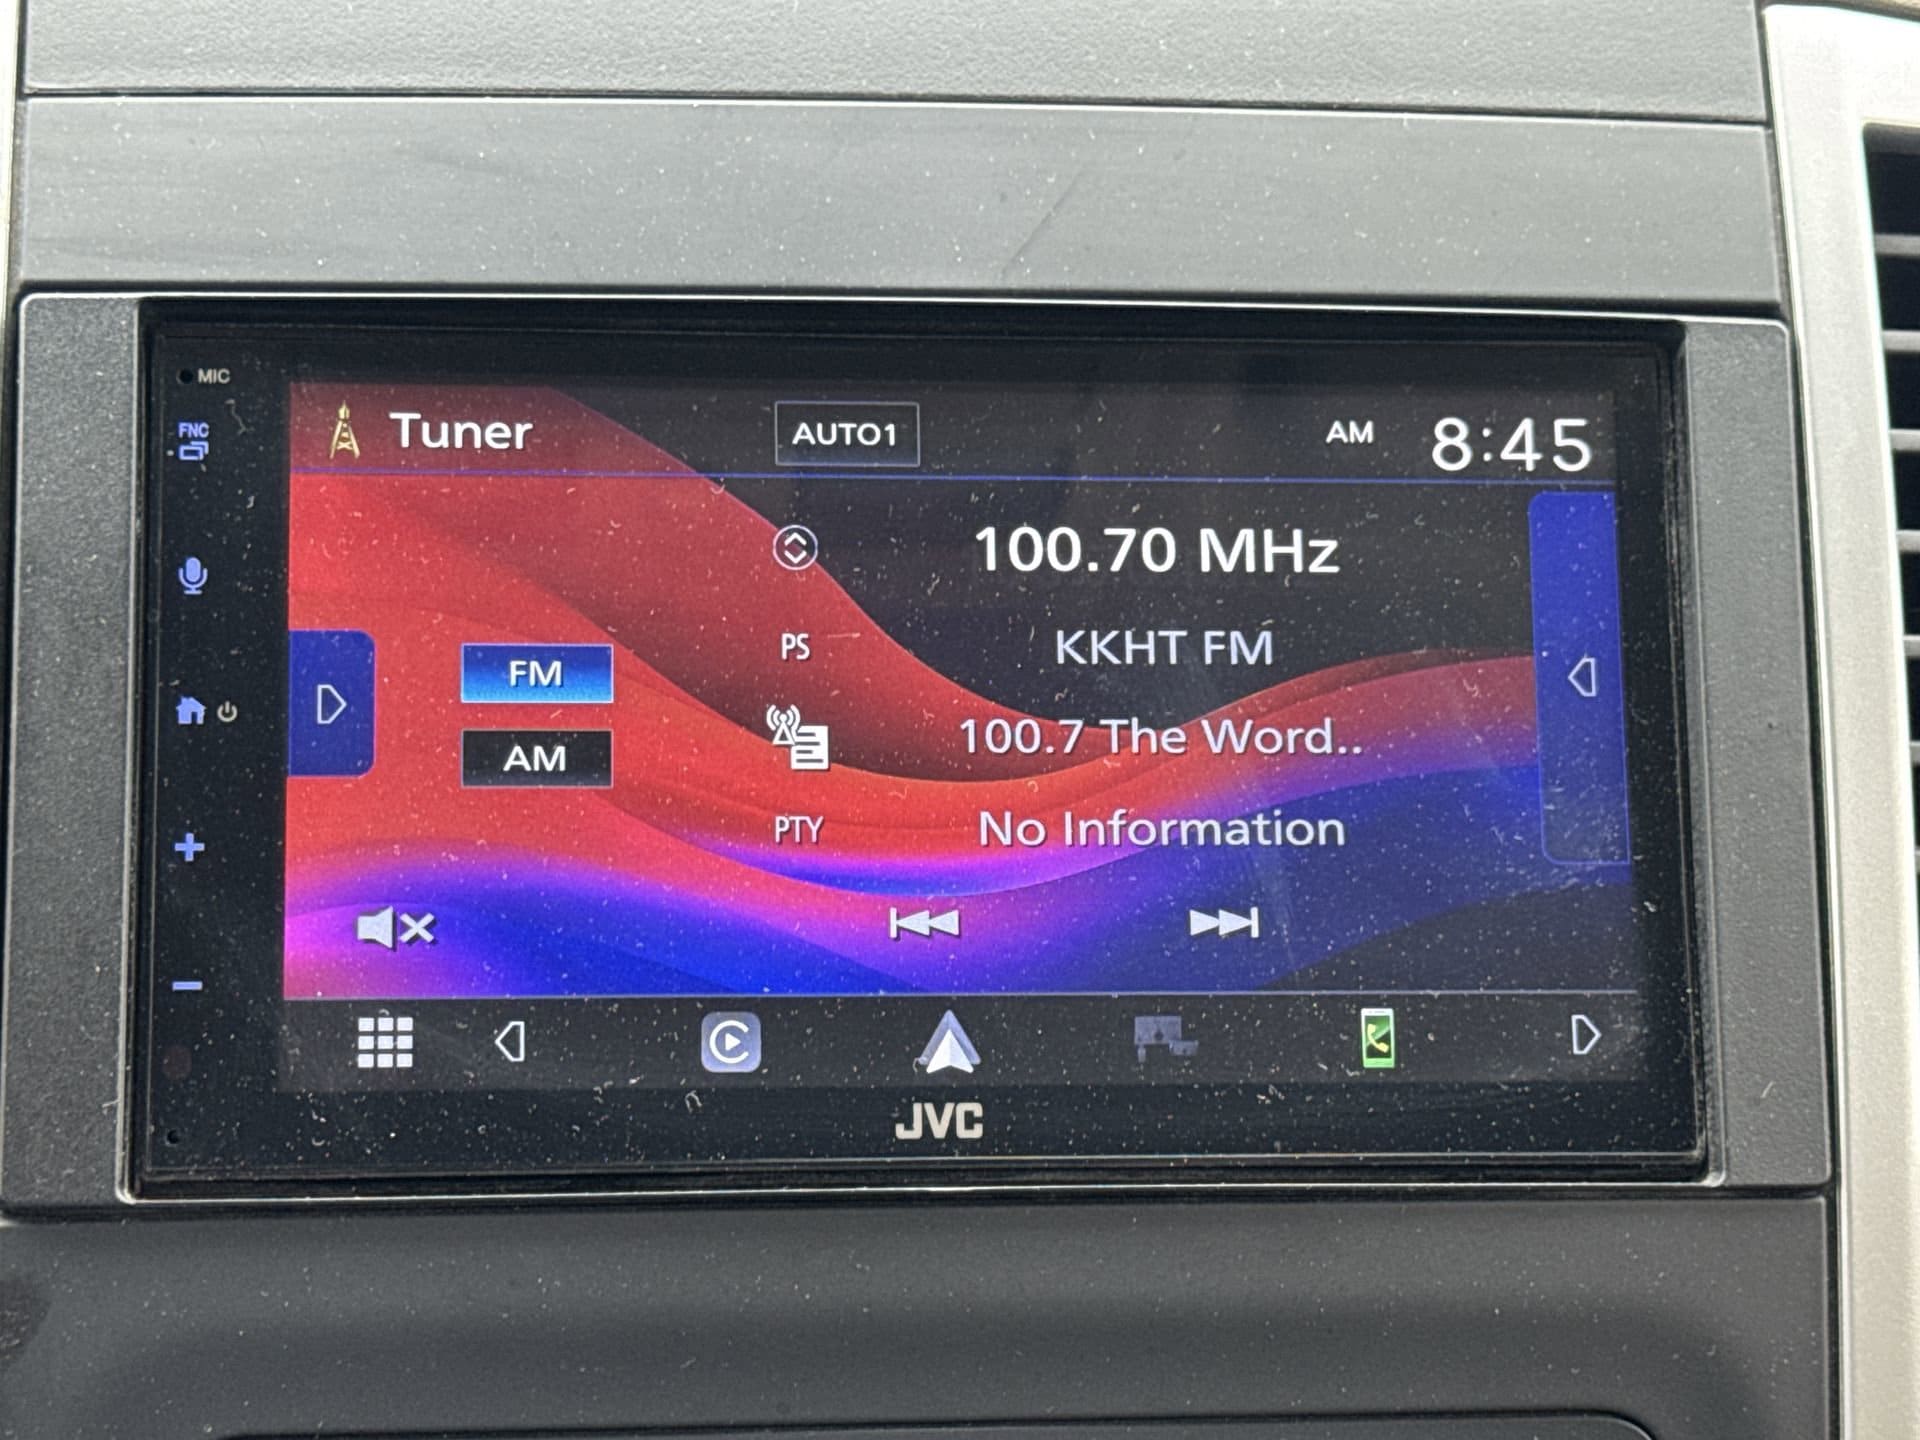 MIC
FNC
Tuner
AUTO1
AM 8:45
100.70 MHz
PS KKHT FM
FM
100.7 The Word..
AM
PTY No Information
JVC